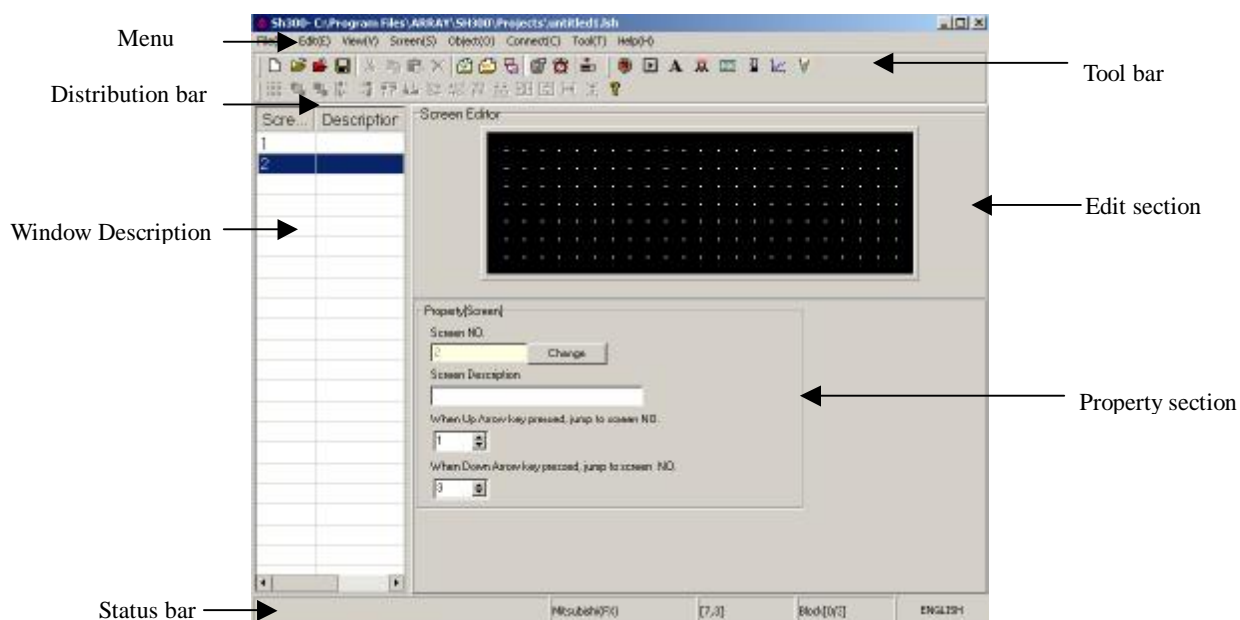 Sh300- C:\Program Files\ARRAY\SH300\Projects\untitled1.lsh
Menu
File(F) Edit(E) View(V) Screen(S) Object(O) Connect(C) Tool(T) Help(H)
Tool bar
Distribution bar
Scre... Description
Screen Editor
1
2
Edit section
Window Description
Property[Screen]
Screen NO.
2
Change
Screen Description
Property section
When Up Arrow key pressed, jump to screen NO.
1
When Down Arrow key pressed, jump to screen NO.
3
Status bar
Mitsubishi(FX) [7,3] Block[0/3] ENGLISH